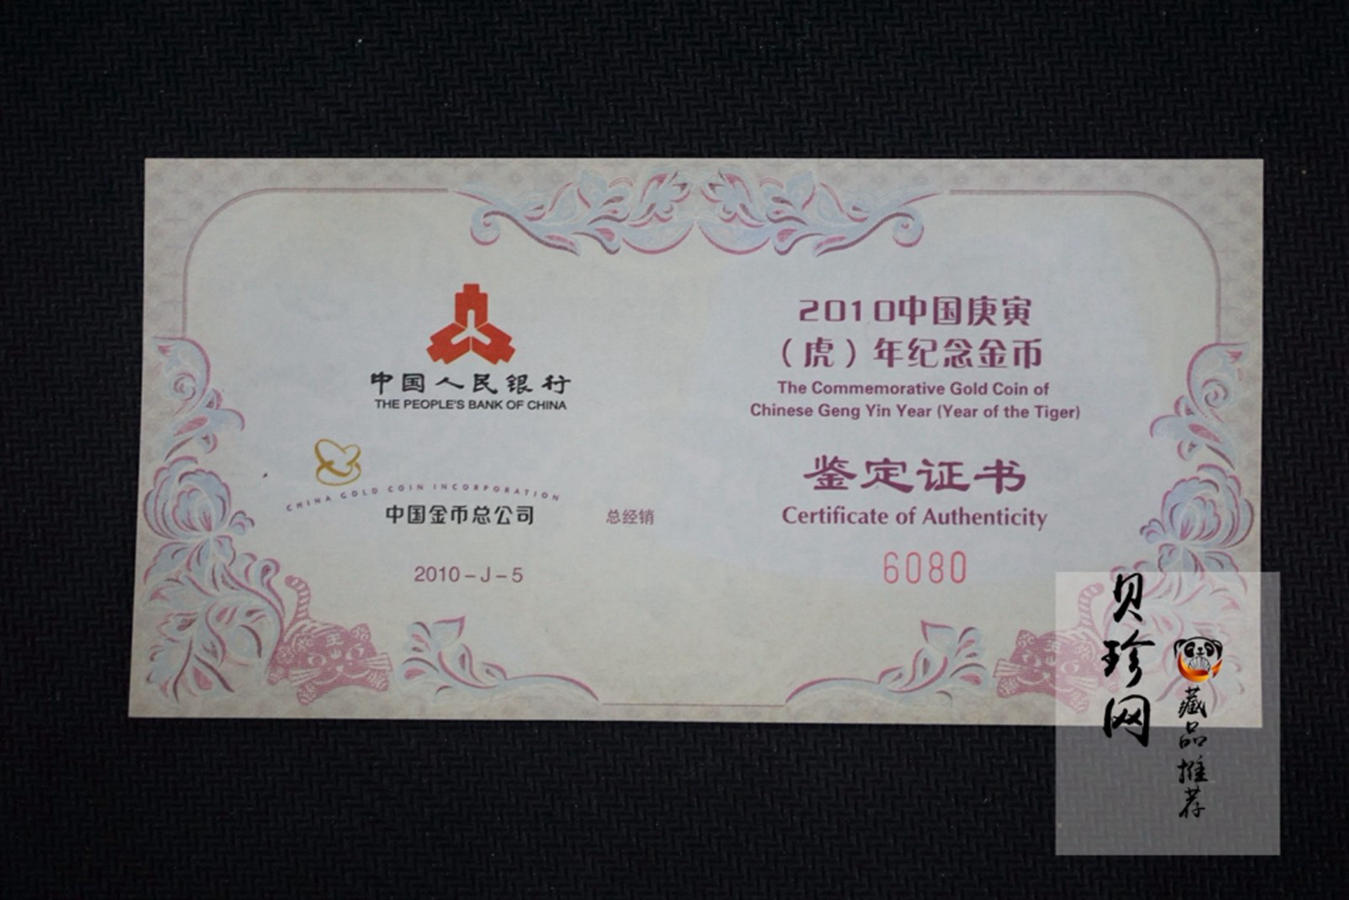 中国人民银行
THE PEOPLE'S BANK OF CHINA
CHINA GOLD COIN INCORPORATION
中国金币总公司
总经销
2010–J–5
2010中国庚寅
（虎）年纪念金币
The Commemorative Gold Coin of
Chinese Geng Yin Year (Year of the Tiger)
鉴定证书
Certificate of Authenticity
6080
王
王
贝珍网
藏品推荐